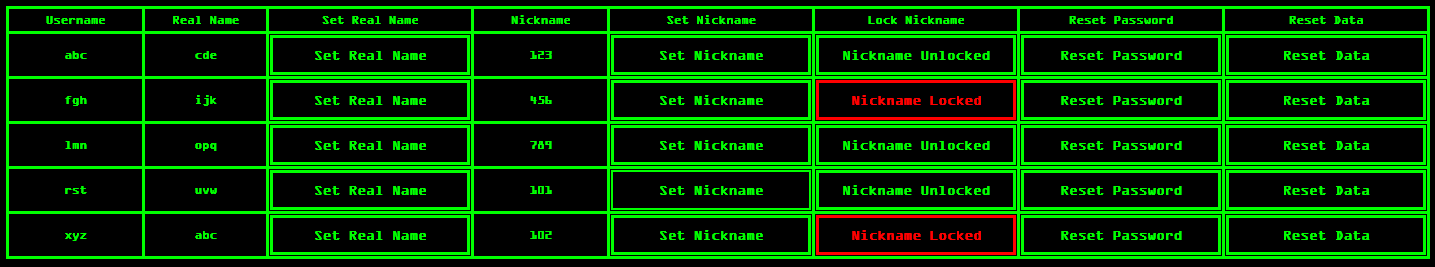 Username Real Name Set Real Name Nickname Set Nickname Lock Nickname Reset Password Reset Data
abc cde Set Real Name 123 Set Nickname Nickname Unlocked Reset Password Reset Data
fgh ijk Set Real Name 456 Set Nickname Nickname Locked Reset Password Reset Data
lmn opq Set Real Name 789 Set Nickname Nickname Unlocked Reset Password Reset Data
rst uvw Set Real Name 101 Set Nickname Nickname Unlocked Reset Password Reset Data
xyz abc Set Real Name 102 Set Nickname Nickname Locked Reset Password Reset Data